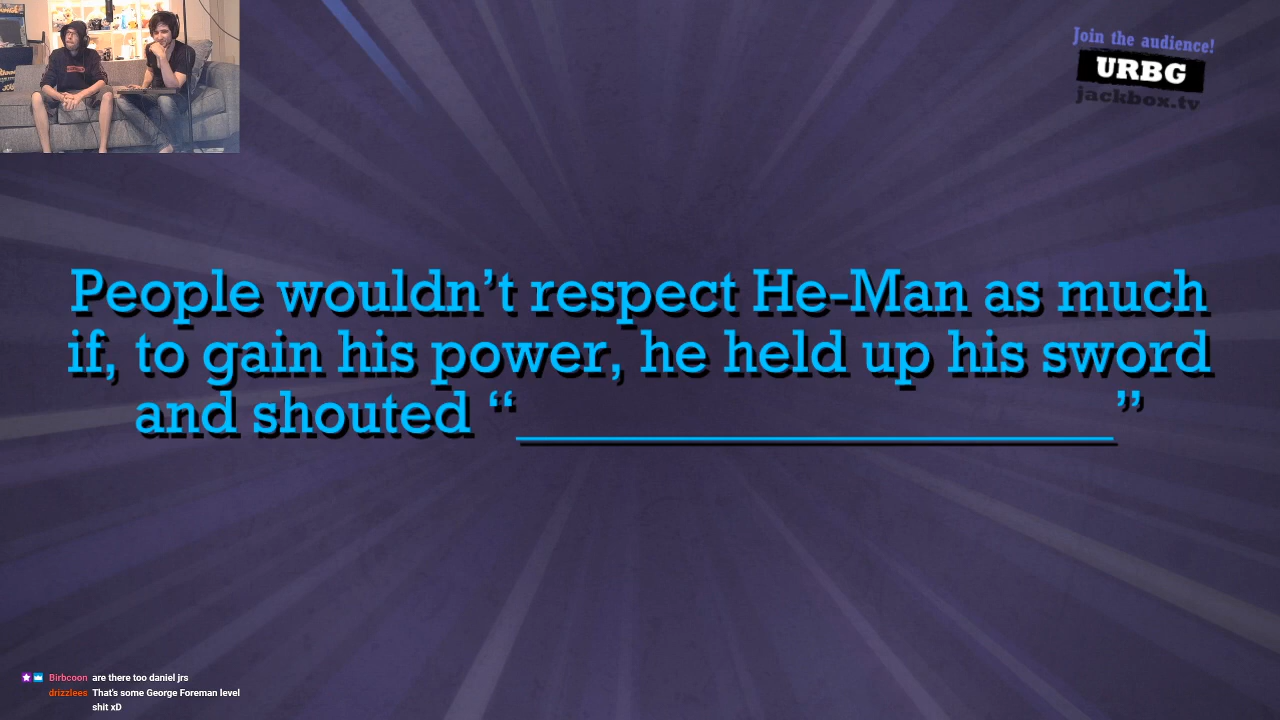 Join the audience!
URBG
jackbox.tv
People wouldn’t respect He-Man as much
if, to gain his power, he held up his sword
and shouted “____________________”
Birbcoon are there too daniel jrs
drizzlees That's some George Foreman level
shit xD